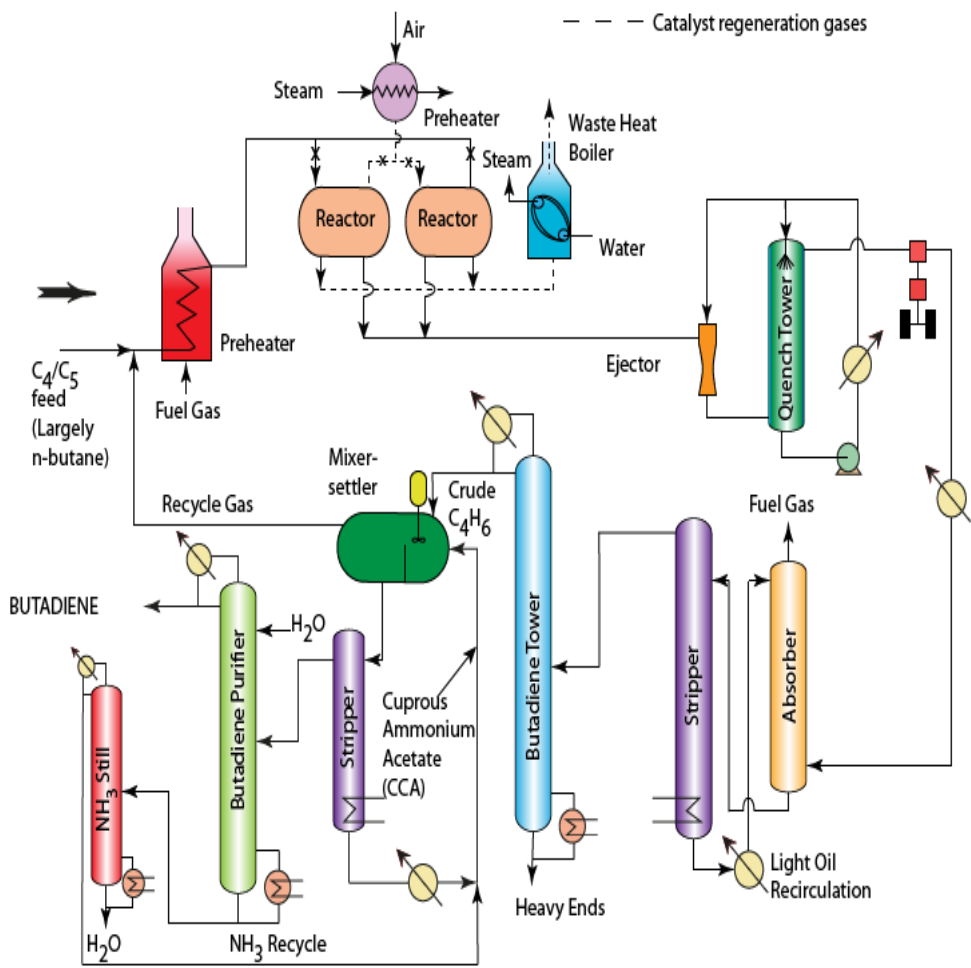 Catalyst regeneration gases
Air
Steam
Preheater
Waste Heat
Boiler
Steam
Reactor
Reactor
Water
Preheater
C4/C5
feed
(Largely
n-butane)
Fuel Gas
Ejector
Quench Tower
Mixer-
settler
Crude
C4H6
Recycle Gas
Fuel Gas
BUTADIENE
H2O
Butadiene Purifier
Stripper
Cuprous
Ammonium
Acetate
(CCA)
Butadiene Tower
Stripper
Absorber
NH3 Still
Light Oil
Recirculation
Heavy Ends
H2O
NH3 Recycle